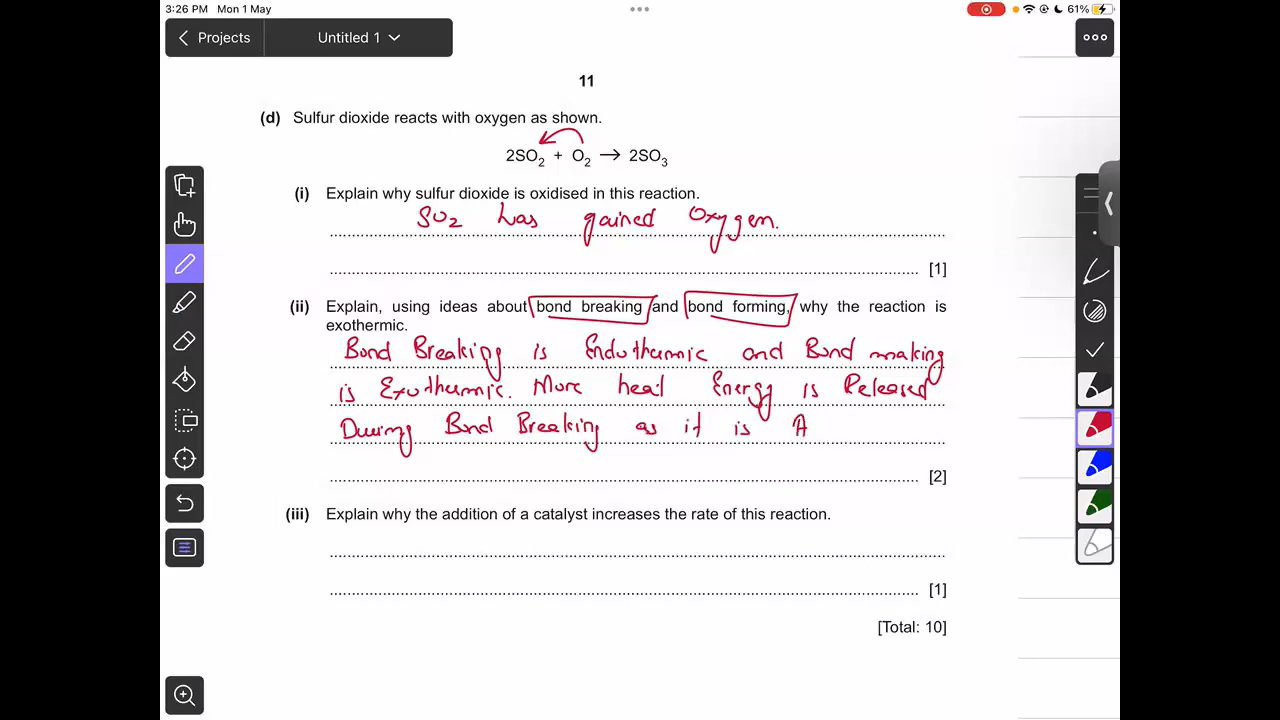 3:26 PM Mon 1 May
61%
Projects
Untitled 1
11
(d) Sulfur dioxide reacts with oxygen as shown.
2SO2 + O2 → 2SO3
(i) Explain why sulfur dioxide is oxidised in this reaction.
SO2 has gained Oxygen.
[1]
(ii) Explain, using ideas about bond breaking and bond forming, why the reaction is
exothermic.
Bond Breaking is Endothermic and Bond making
is Exothermic. More heat Energy is Released
During Bond Breaking as it is A
[2]
(iii) Explain why the addition of a catalyst increases the rate of this reaction.
[1]
[Total: 10]